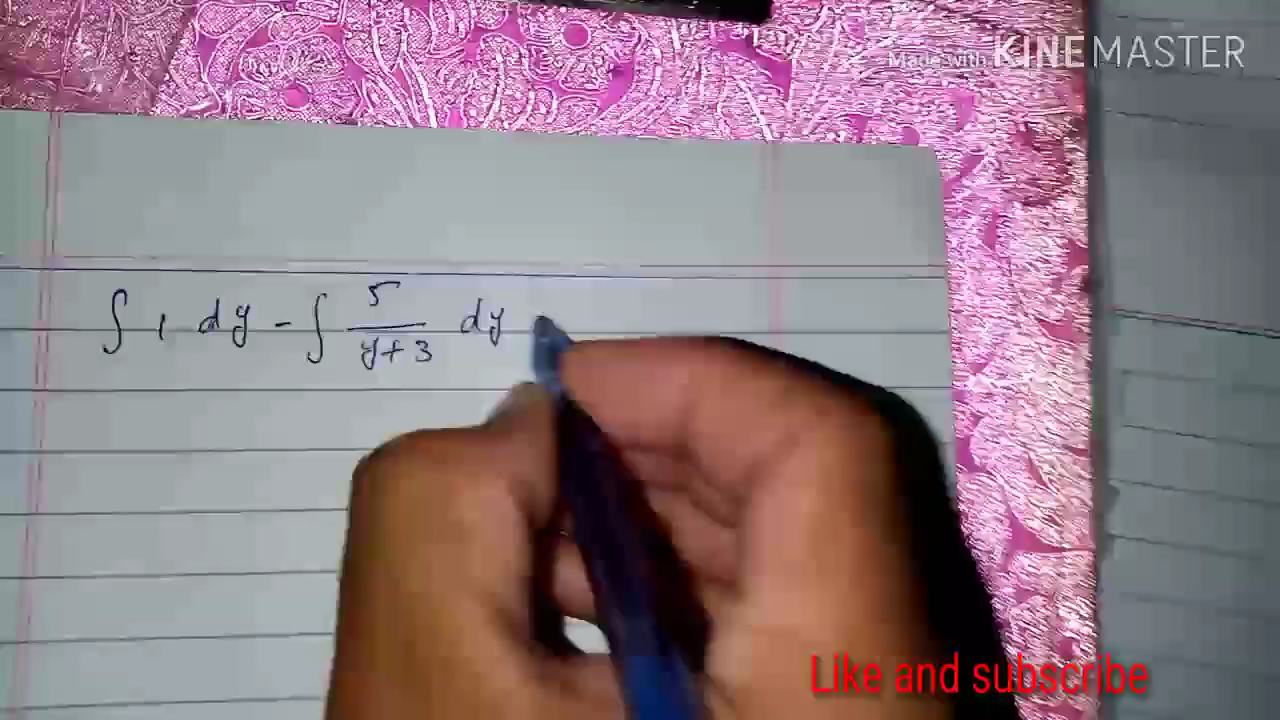 Made with KINEMASTER
∫ 1 dy - ∫ 5/(y+3) dy
Like and subscribe